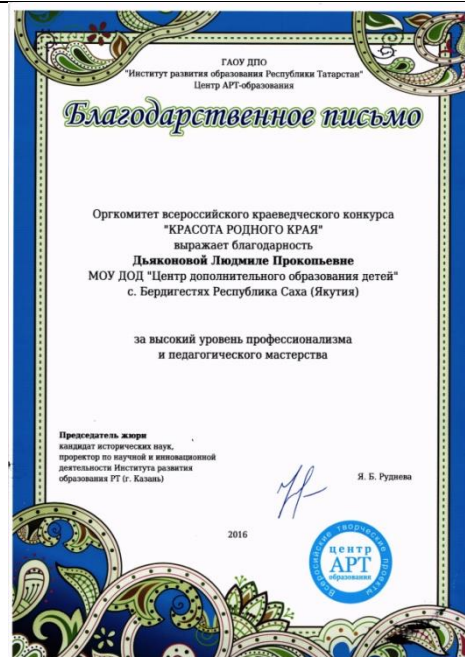 ГАОУ ДПО
"Институт развития образования Республики Татарстан"
Центр АРТ-образования
Благодарственное письмо
Оргкомитет всероссийского краеведческого конкурса
"КРАСОТА РОДНОГО КРАЯ"
выражает благодарность
Дьяконовой Людмиле Прокопьевне
МОУ ДОД "Центр дополнительного образования детей"
с. Бердигестях Республика Саха (Якутия)
за высокий уровень профессионализма
и педагогического мастерства
Председатель жюри
кандидат исторических наук,
проректор по научной и инновационной
деятельности Института развития
образования РТ (г. Казань)
Я. Б. Руднева
2016
Всероссийские творческие проекты
центр
АРТ
образования